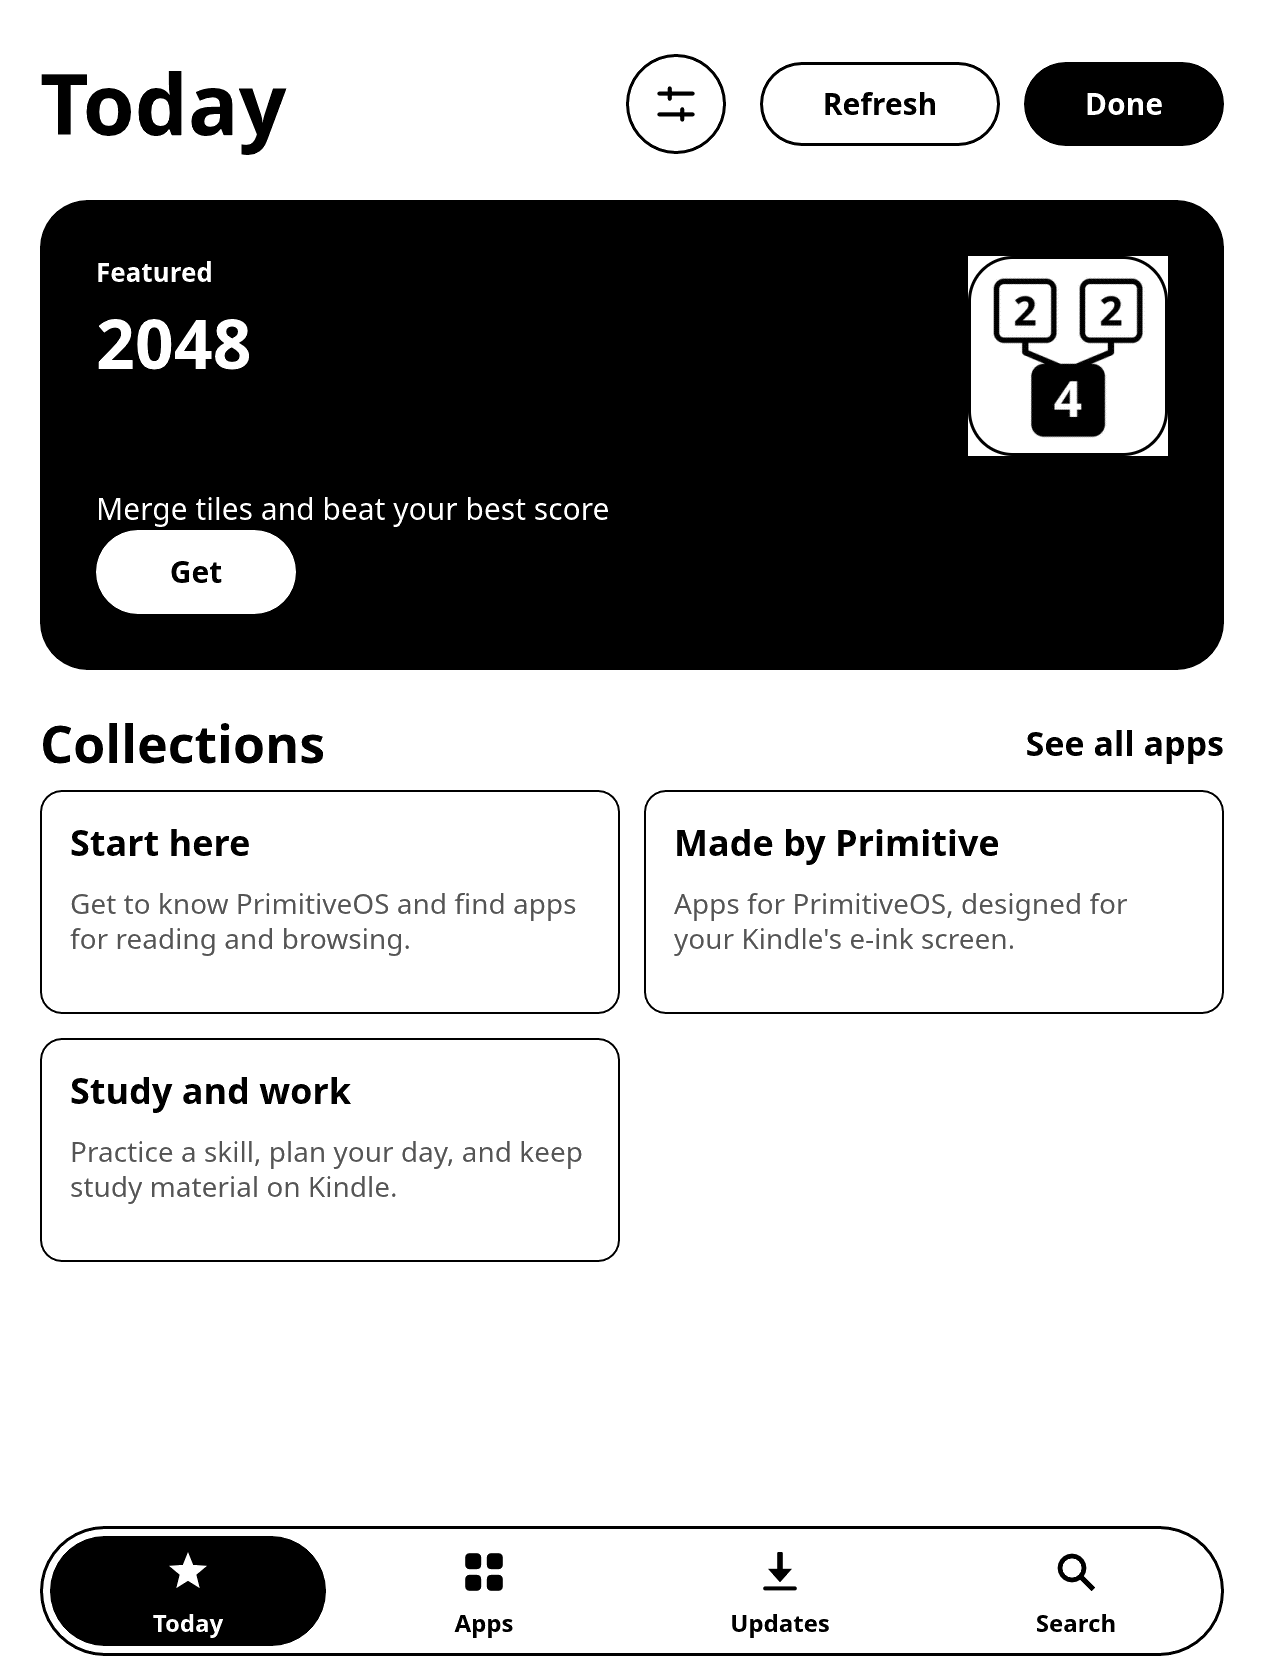 Today
Refresh
Done
Featured
2048
2 2
4
Merge tiles and beat your best score
Get
Collections
See all apps
Start here
Get to know PrimitiveOS and find apps
for reading and browsing.
Made by Primitive
Apps for PrimitiveOS, designed for
your Kindle's e-ink screen.
Study and work
Practice a skill, plan your day, and keep
study material on Kindle.
Today
Apps
Updates
Search